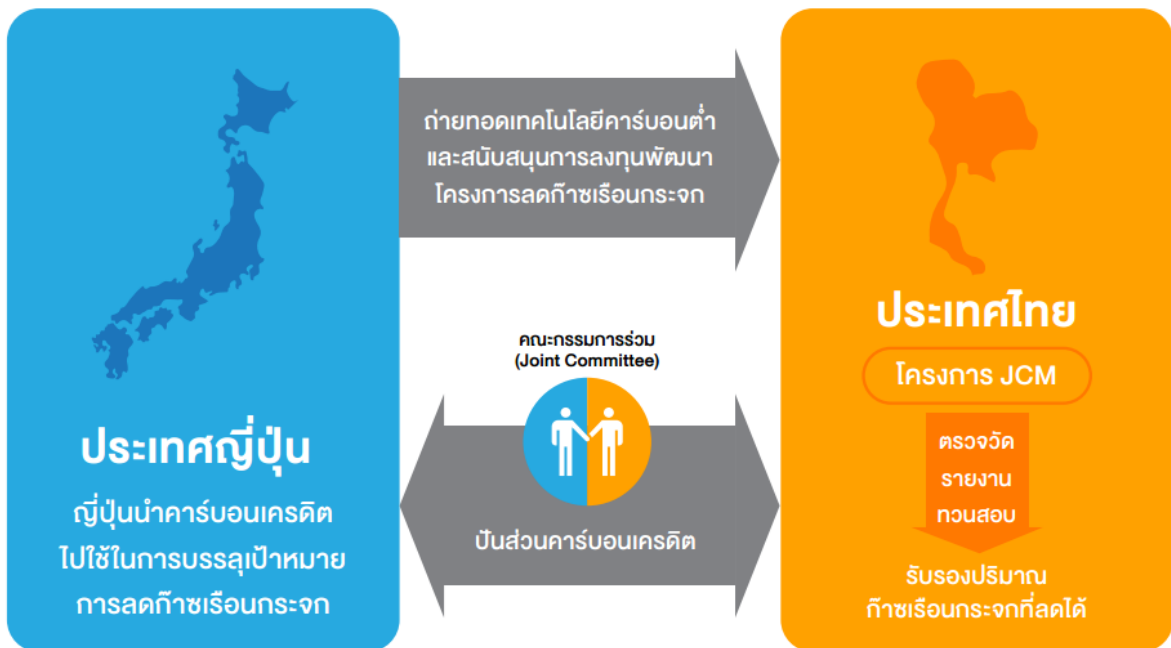 ถ่ายทอดเทคโนโลยีคาร์บอนต่ำ
และสนับสนุนการลงทุนพัฒนา
โครงการลดก๊าซเรือนกระจก
คณะกรรมการร่วม
(Joint Committee)
ปันส่วนคาร์บอนเครดิต
ประเทศญี่ปุ่น
ญี่ปุ่นนำคาร์บอนเครดิต
ไปใช้ในการบรรลุเป้าหมาย
การลดก๊าซเรือนกระจก
ประเทศไทย
โครงการ JCM
ตรวจวัด
รายงาน
ทวนสอบ
รับรองปริมาณ
ก๊าซเรือนกระจกที่ลดได้